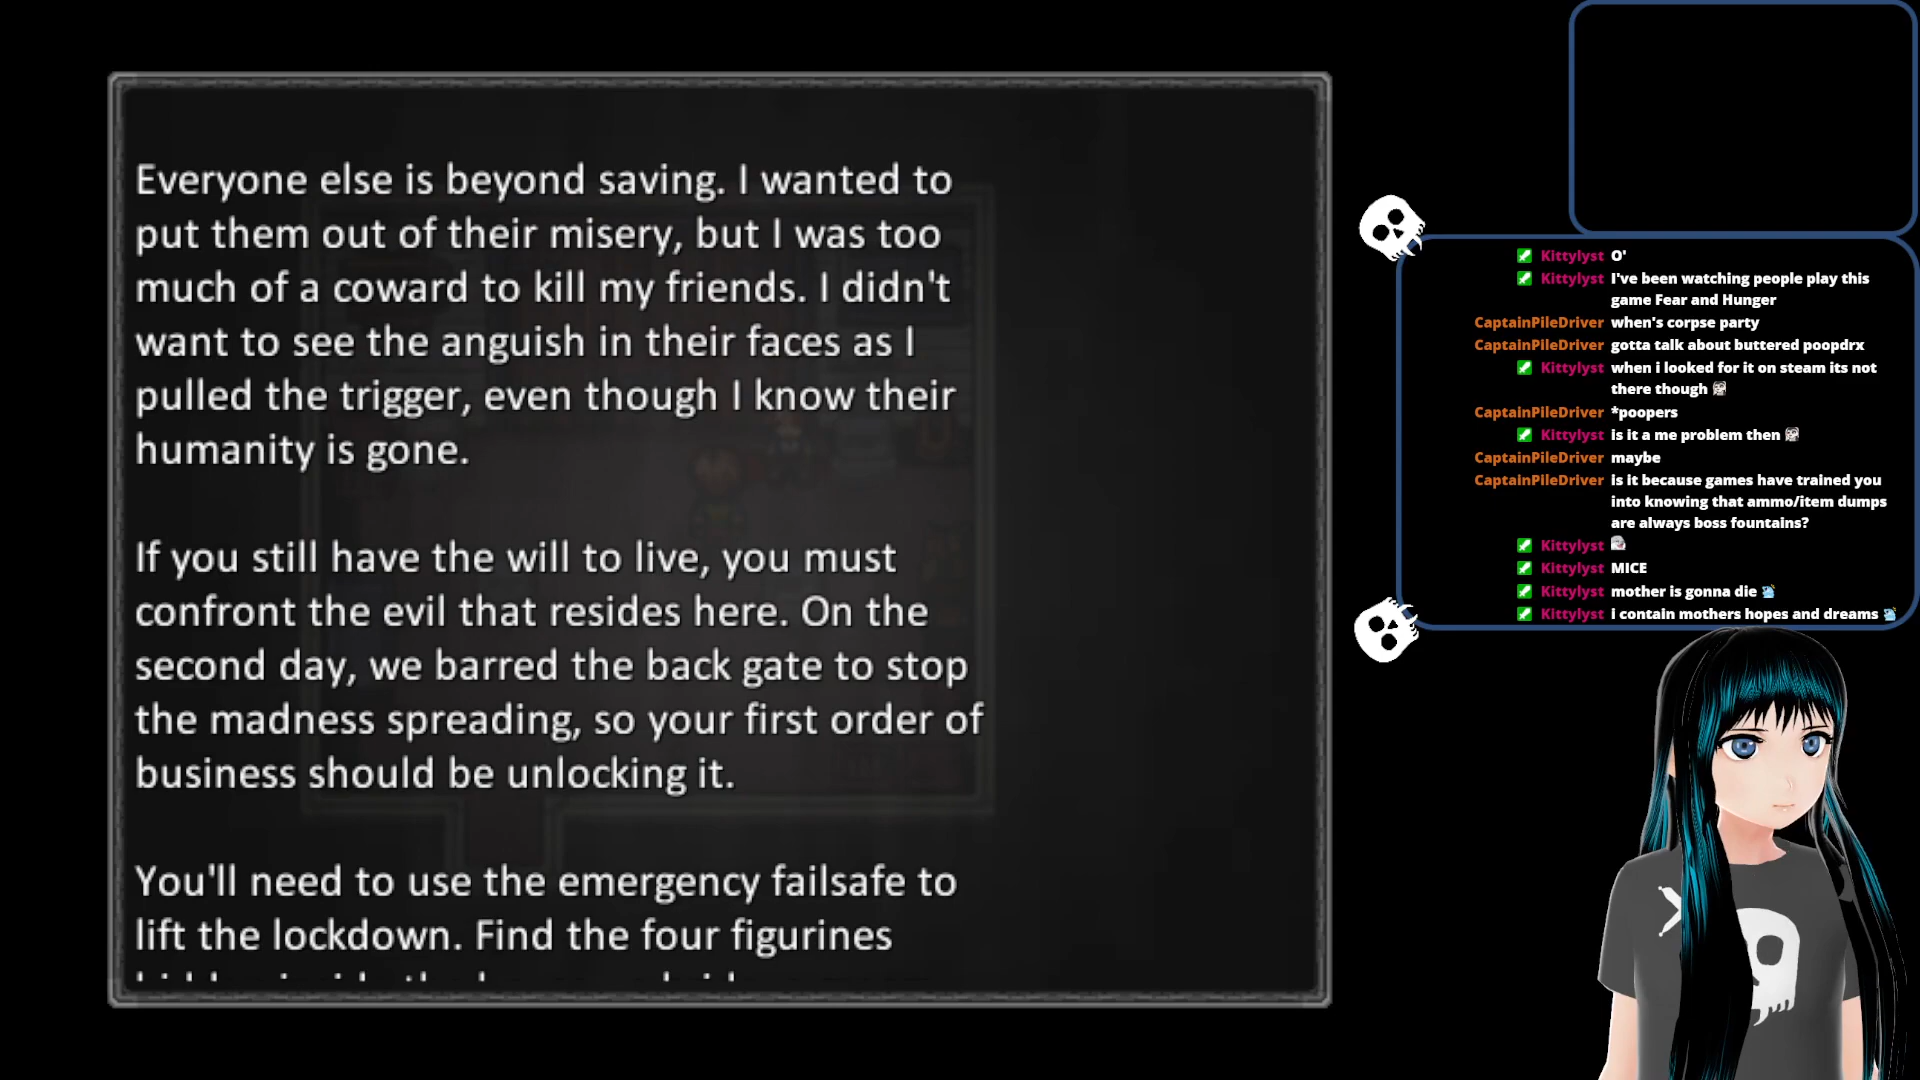 Everyone else is beyond saving. I wanted to
put them out of their misery, but I was too
much of a coward to kill my friends. I didn't
want to see the anguish in their faces as I
pulled the trigger, even though I know their
humanity is gone.
If you still have the will to live, you must
confront the evil that resides here. On the
second day, we barred the back gate to stop
the madness spreading, so your first order of
business should be unlocking it.
You'll need to use the emergency failsafe to
lift the lockdown. Find the four figurines
Kittylyst O'
Kittylyst I've been watching people play this
game Fear and Hunger
CaptainPileDriver when's corpse party
CaptainPileDriver gotta talk about buttered poopdrx
Kittylyst when i looked for it on steam its not
there though
CaptainPileDriver *poopers
Kittylyst is it a me problem then
CaptainPileDriver maybe
CaptainPileDriver is it because games have trained you
into knowing that ammo/item dumps
are always boss fountains?
Kittylyst
Kittylyst MICE
Kittylyst mother is gonna die
Kittylyst i contain mothers hopes and dreams